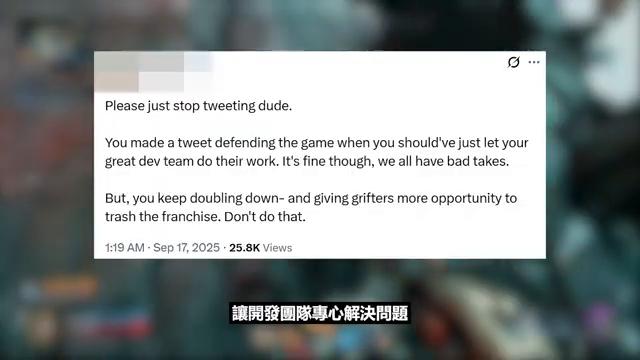 Please just stop tweeting dude.
You made a tweet defending the game when you should've just let your
great dev team do their work. It's fine though, we all have bad takes.
But, you keep doubling down- and giving grifters more opportunity to
trash the franchise. Don't do that.
1:19 AM · Sep 17, 2025 · 25.8K Views
讓開發團隊專心解決問題